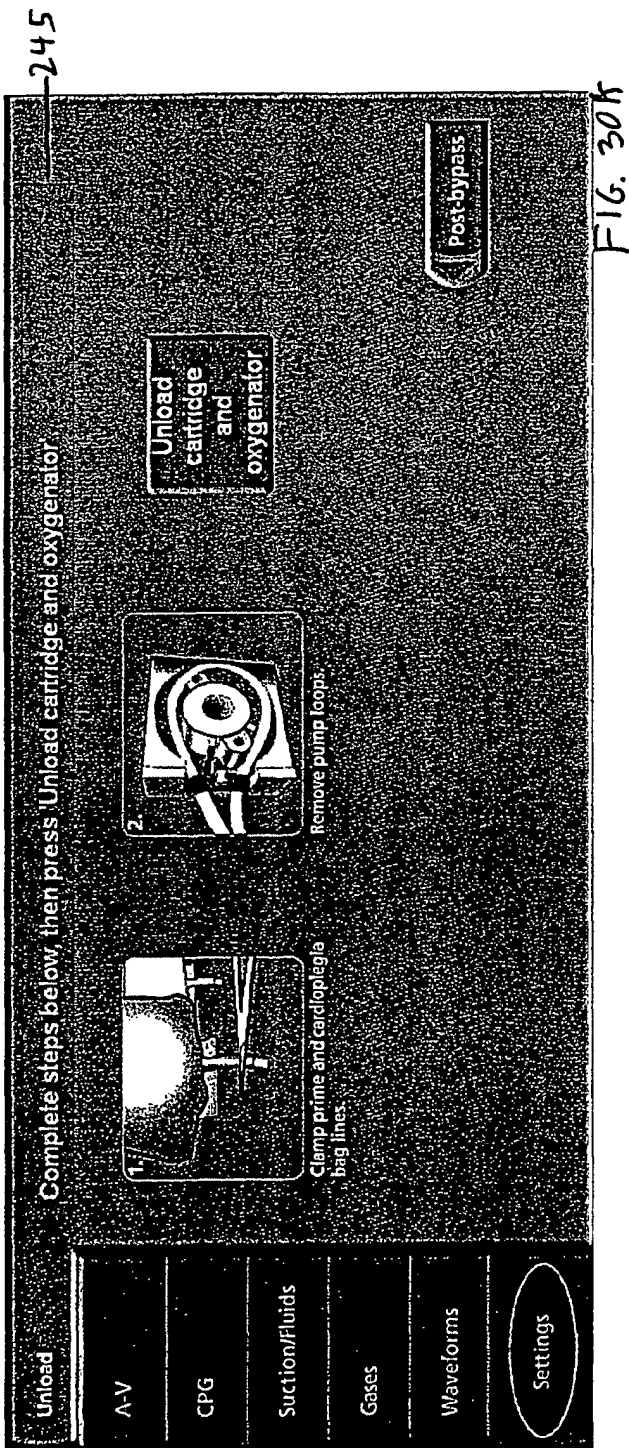 Unload
Complete steps below, then press Unload cartridge and oxygenator
245
A-V
CPG
Suction/Fluids
Gases
Waveforms
Settings
1.
Clamp prime and cardioplegia
bag lines.
2.
Remove pump loops.
Unload
cartridge
and
oxygenator
Post-bypass
FIG. 30K